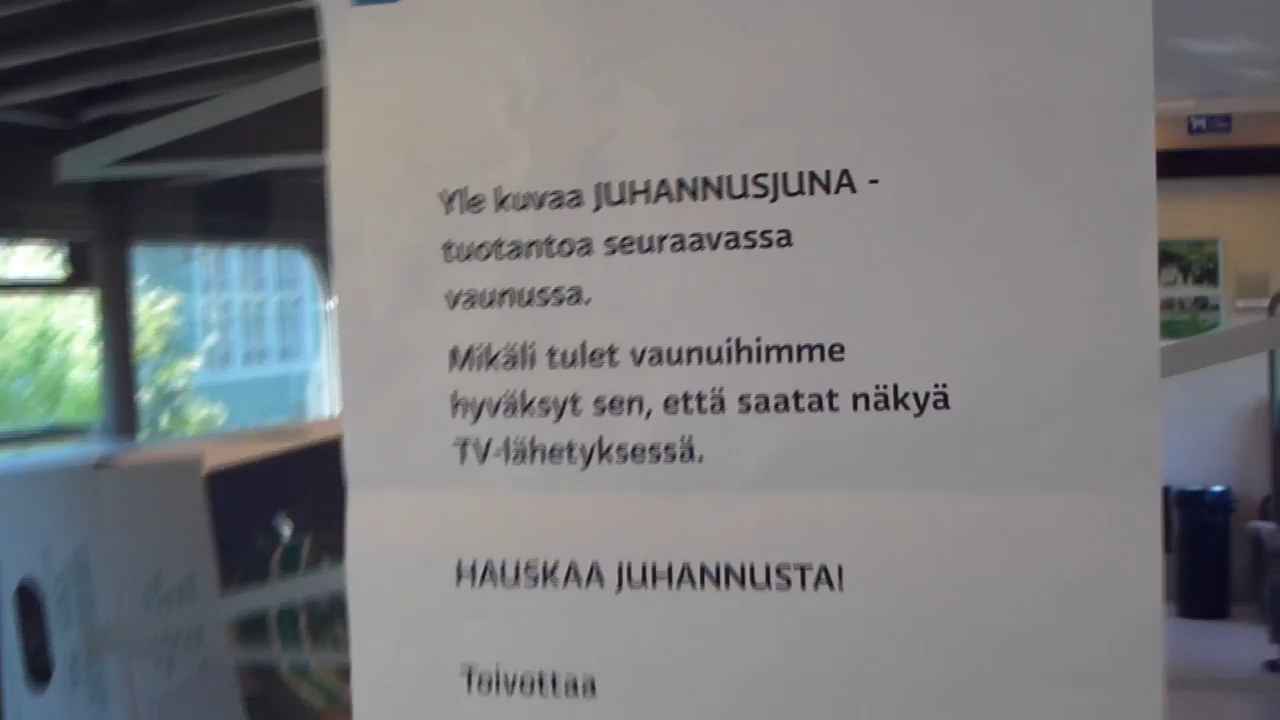 Yle kuvaa JUHANNUSJUNA -
tuotantoa seuraavassa
vaunussa.
Mikäli tulet vaunuihimme
hyväksyt sen, että saatat näkyä
TV-lähetyksessä.
HAUSKAA JUHANNUSTA!
Toivottaa